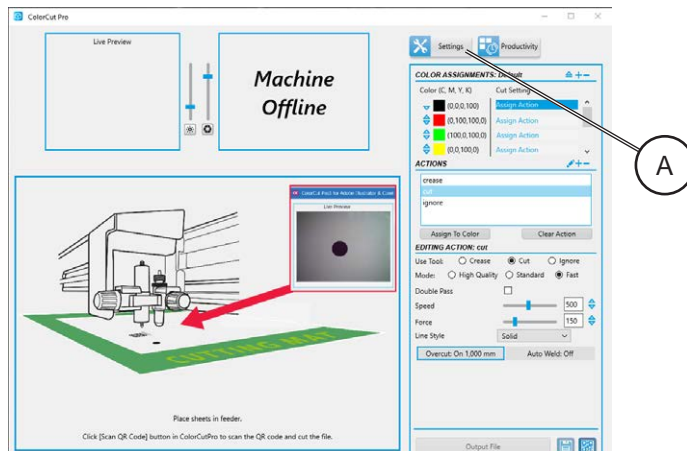 ColorCut Pro
Live Preview
Machine
Offline
Settings
Productivity
A
COLOR ASSIGNMENTS: Default
Color (C, M, Y, K)
Cut Setting
(0,0,0,100)
Assign Action
(0,100,100,0)
Assign Action
(100,0,100,0)
Assign Action
(0,0,100,0)
Assign Action
ACTIONS
crease
cut
ignore
Assign To Color
Clear Action
EDITING ACTION: cut
Use Tool:
Crease
Cut
Ignore
Mode:
High Quality
Standard
Fast
Double Pass
Speed
500
Force
150
Line Style
Solid
Overcut: On 1,000 mm
Auto Weld: Off
Output File
Live Preview
CUTTING MAT
Place sheets in feeder.
Click [Scan QR Code] button in ColorCutPro to scan the QR code and cut the file.